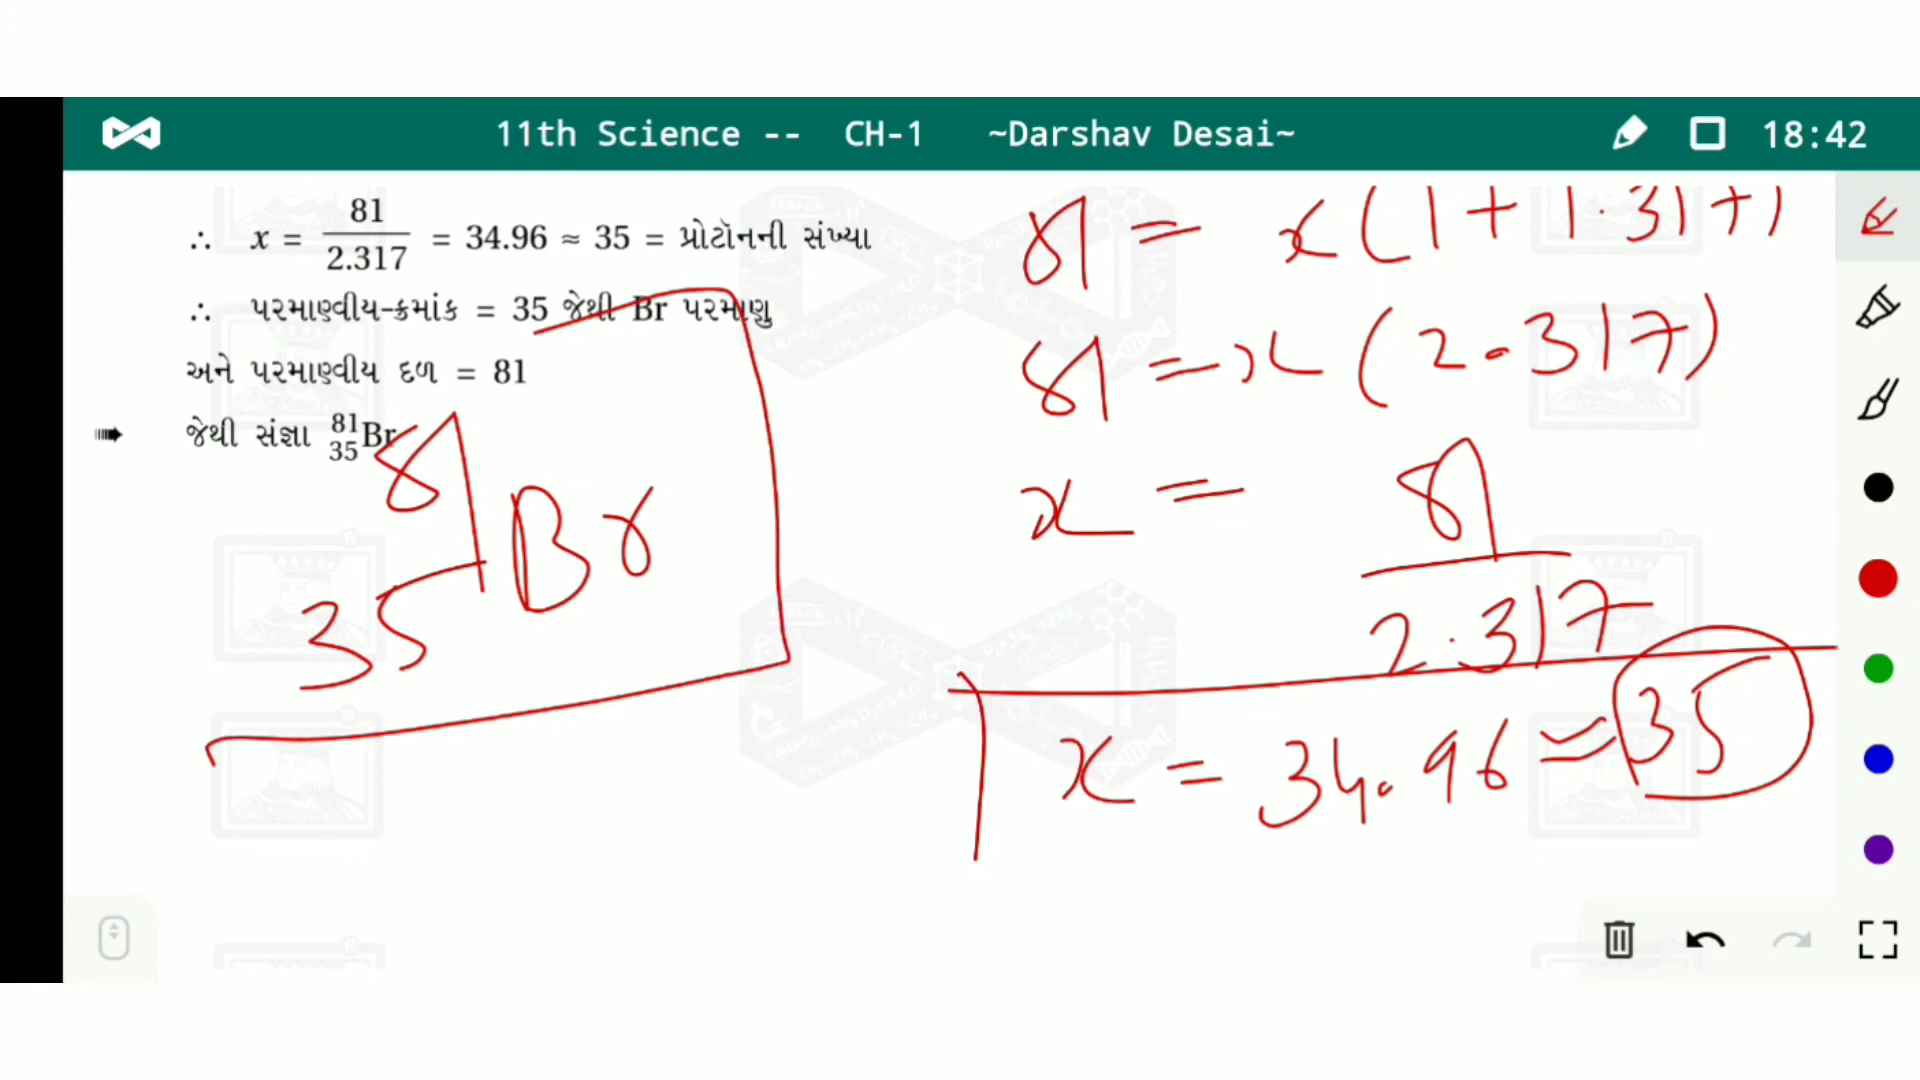 11th Science -- CH-1 ~Darshav Desai~ 18:42
∴ x = 81/2.317 = 34.96 ≈ 35 = પ્રોટૉનની સંખ્યા
∴ પરમાણ્વીય-ક્રમાંક = 35 જેથી Br પરમાણુ
અને પરમાણ્વીય દળ = 81
➠ જેથી સંજ્ઞા ⁸¹₃₅Br
81
35 Br
81 = x(1 + 1.317)
81 = x(2.317)
x = 81
2.317
x = 34.96 ≈ 35